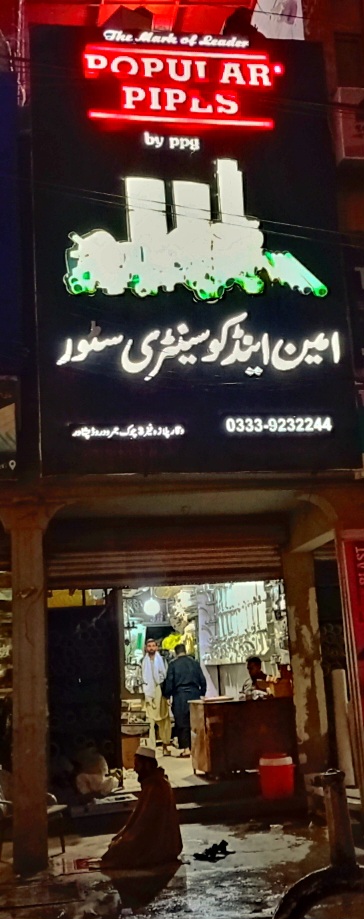 The Mark of Leader
POPULAR
PIPES
by ppg
امین اینڈ کو سینٹری سٹور
0333-9232244